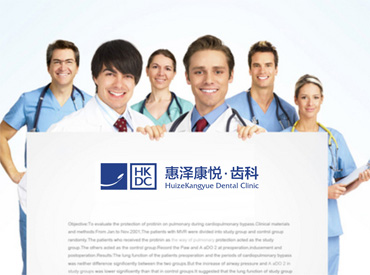 HK
DC
惠泽康悦·齿科
HuizeKangyue Dental Clinic
Objective:To evaluate the protection of protinin on pulmonary during cardiopulmonary bypass.Clinical materials
and methods:From Jan.to Nov.2001.The patients with MVR were divided into study group and control group
randomly.The patients who received the protinin as the axis of pulmonary protection acted as the study
group.The others acted as the control group.Record the Paw and A-aDO 2 at preoperation.indusement and
postoperation.Results:The lung function of the patients.preoperation and the periods of cardiopulmonary bypass
was nodiree difference significantly between the two groups.But the increase of airway pressure and A-aDO 2 in
study groups was lower significantly than that in control groups.It suggested that the lung function of study group